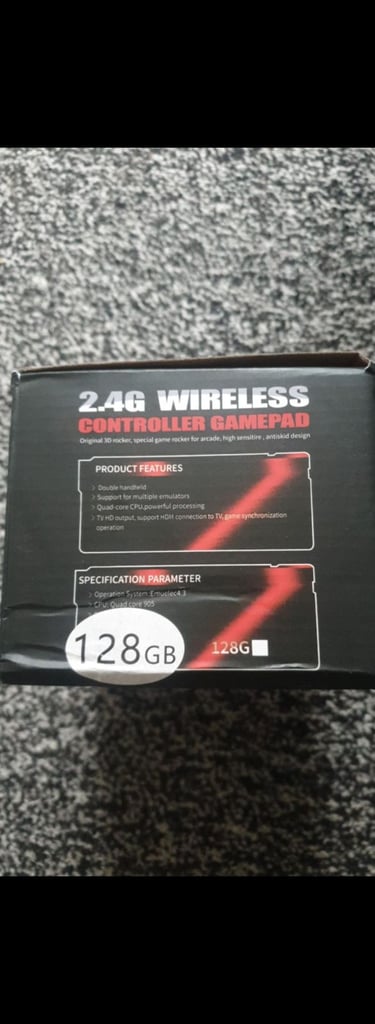 2.4G WIRELESS
CONTROLLER GAMEPAD
Original 3D rocker, special game rocker for arcade, high sensitire , antiskid design
PRODUCT FEATURES
> Double handheld
> Support for multiple emulators
> Quad-core CPU,powerful processing
> TV HD output, support HDMI connection to TV, game synchronization
operation
SPECIFICATION PARAMETER
> Operation System :Emuelec4.3
> CPU: Quad core 905
128GB
128G